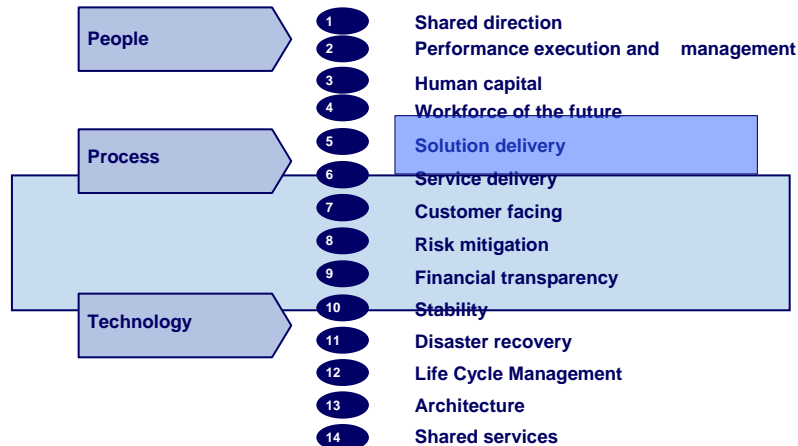 People
1 Shared direction
2 Performance execution and management
3 Human capital
4 Workforce of the future
Process
5 Solution delivery
6 Service delivery
7 Customer facing
8 Risk mitigation
9 Financial transparency
Technology
10 Stability
11 Disaster recovery
12 Life Cycle Management
13 Architecture
14 Shared services